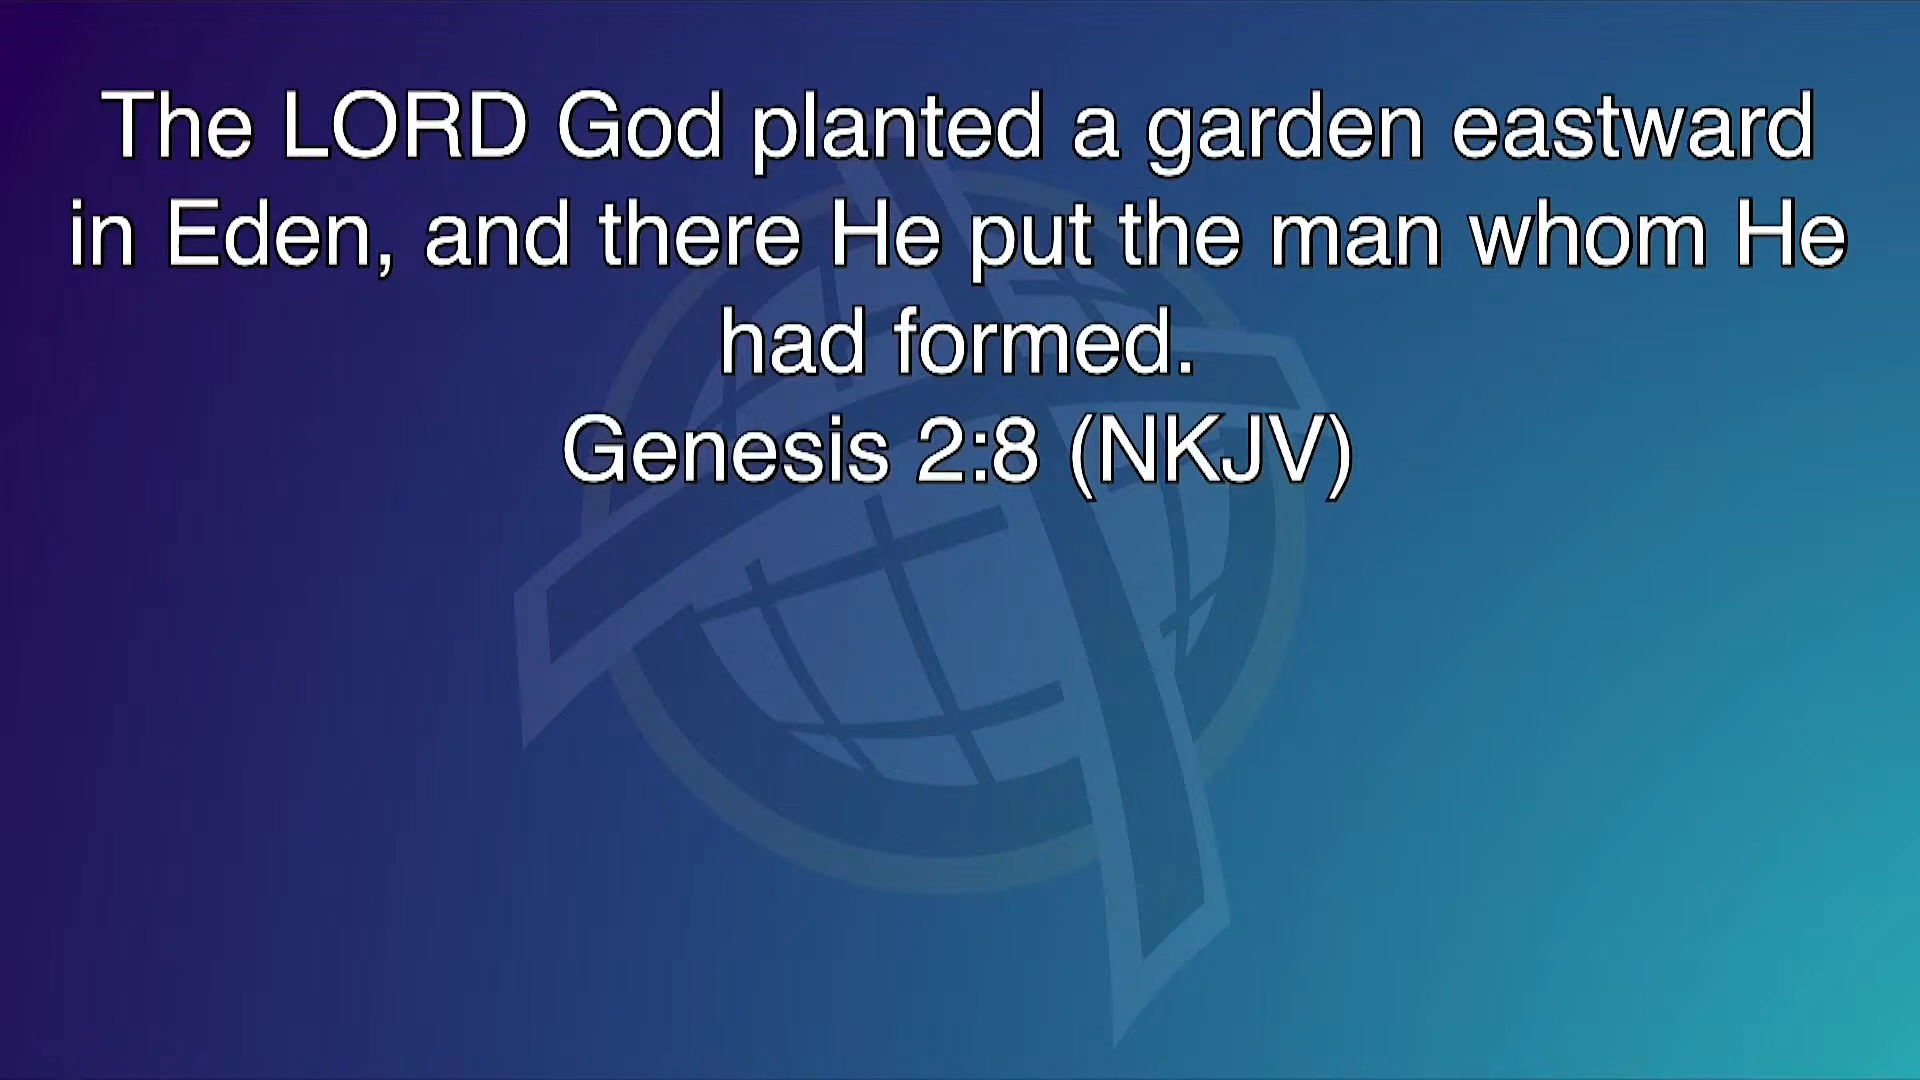 The LORD God planted a garden eastward
in Eden, and there He put the man whom He
had formed.
Genesis 2:8 (NKJV)